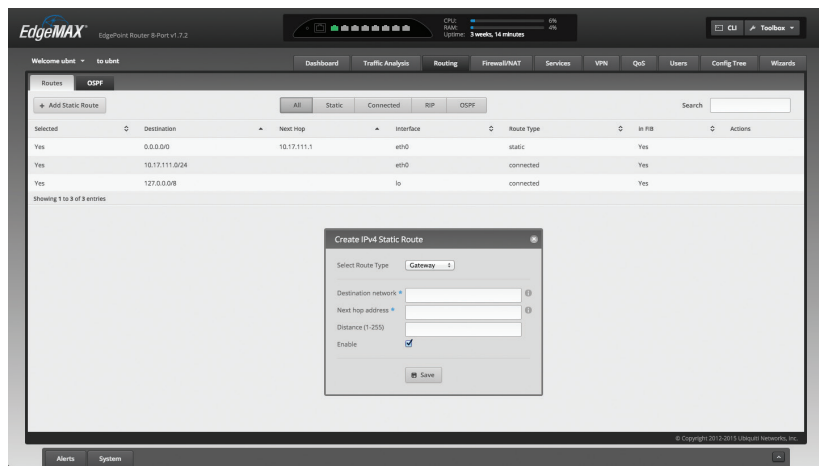 EdgeMAX
EdgePoint Router 8-Port v1.7.2
CPU: 6%
RAM: 4%
Uptime: 3 weeks, 14 minutes
CLI Toolbox
Welcome ubnt to ubnt
Dashboard Traffic Analysis Routing Firewall/NAT Services VPN QoS Users Config Tree Wizards
Routes OSPF
+ Add Static Route All Static Connected RIP OSPF Search
Selected Destination Next Hop Interface Route Type In FIB Actions
Yes 0.0.0.0/0 10.17.111.1 eth0 static Yes
Yes 10.17.111.0/24 eth0 connected Yes
Yes 127.0.0.0/8 lo connected Yes
Showing 1 to 3 of 3 entries
Create IPv4 Static Route
Select Route Type Gateway
Destination network *
Next hop address *
Distance (1-255)
Enable
Save
© Copyright 2012-2015 Ubiquiti Networks, Inc.
Alerts System